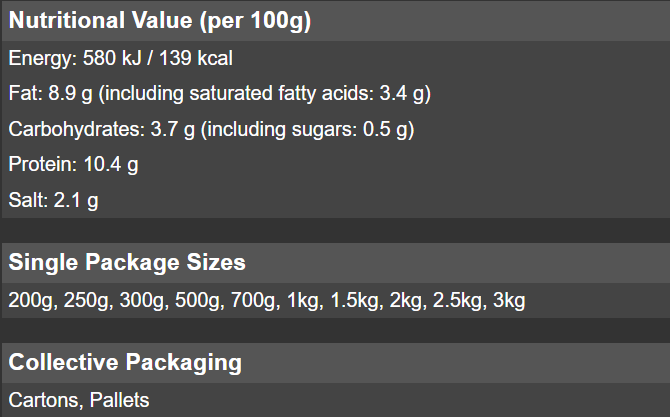 Nutritional Value (per 100g)
Energy: 580 kJ / 139 kcal
Fat: 8.9 g (including saturated fatty acids: 3.4 g)
Carbohydrates: 3.7 g (including sugars: 0.5 g)
Protein: 10.4 g
Salt: 2.1 g
Single Package Sizes
200g, 250g, 300g, 500g, 700g, 1kg, 1.5kg, 2kg, 2.5kg, 3kg
Collective Packaging
Cartons, Pallets